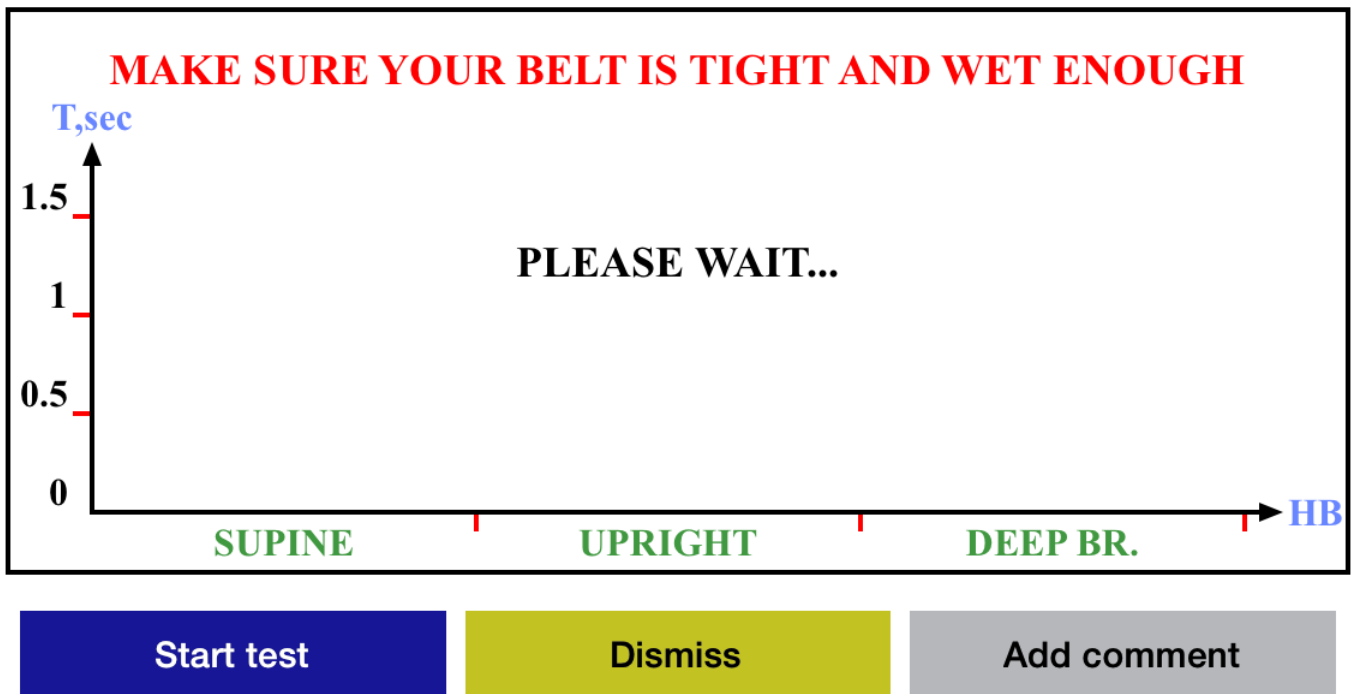 MAKE SURE YOUR BELT IS TIGHT AND WET ENOUGH
T,sec
1.5
PLEASE WAIT...
1
0.5
0
HB
SUPINE UPRIGHT DEEP BR.
Start test Dismiss Add comment